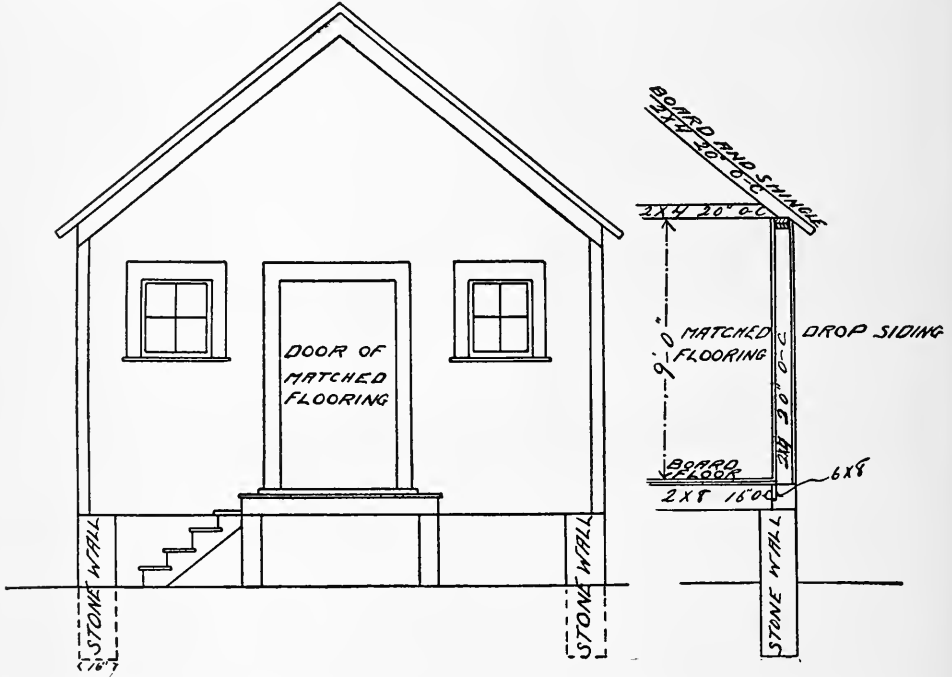 DOOR OF
MATCHED
FLOORING
STONE WALL
STONE WALL
16"
BOARD AND SHINGLE
2X4 20" O-C
2X4 20" O-C
9'-0"
MATCHED
FLOORING
2X4 20" O-C
DROP SIDING
BOARD
FLOOR
2X8 16"O-C
6X8
STONE WALL